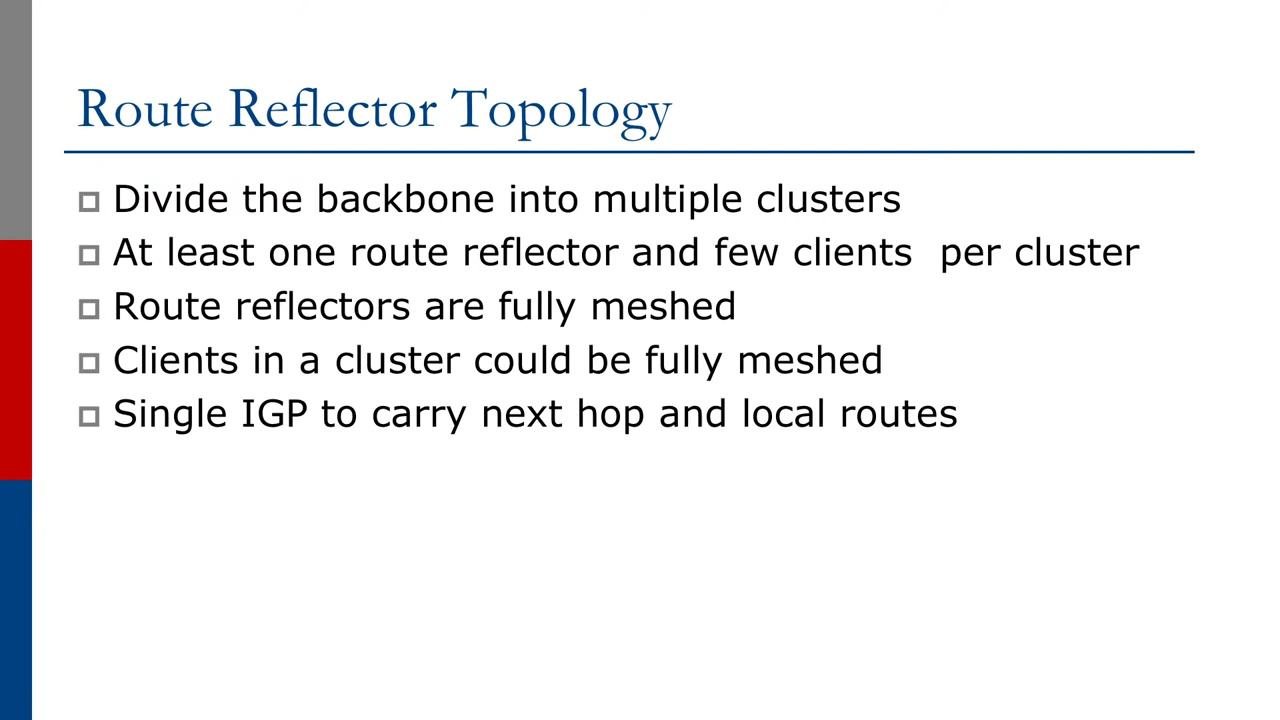 Route Reflector Topology
Divide the backbone into multiple clusters
At least one route reflector and few clients  per cluster
Route reflectors are fully meshed
Clients in a cluster could be fully meshed
Single IGP to carry next hop and local routes